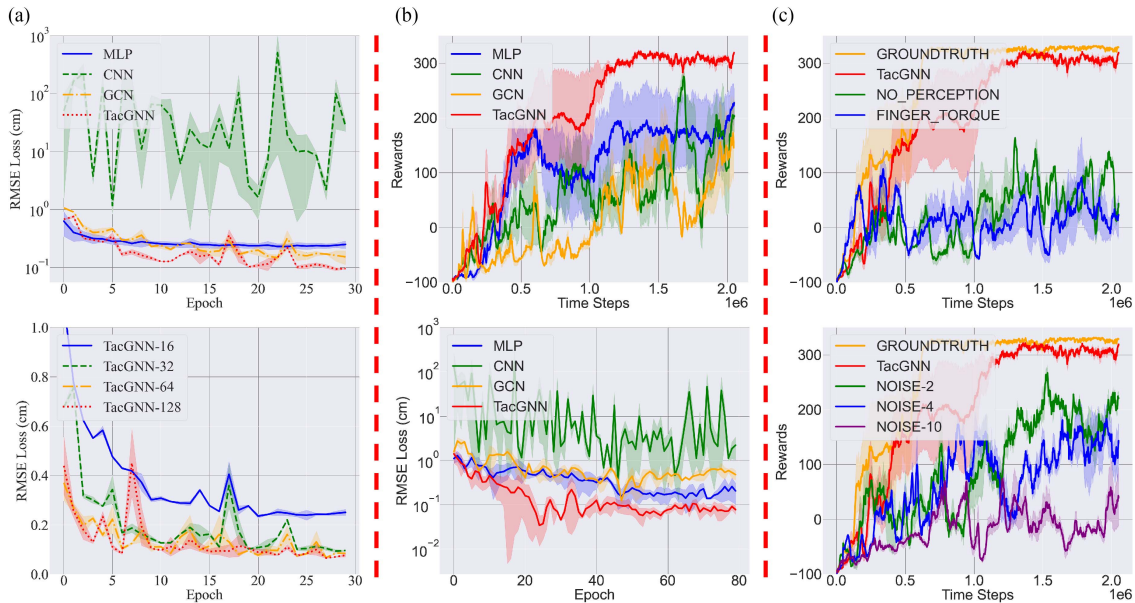 (a)
10³
10²
10¹
10⁰
10⁻¹
RMSE Loss (cm)
MLP
CNN
GCN
TacGNN
0 5 10 15 20 25 30
Epoch
1.0
0.8
0.6
0.4
0.2
0.0
RMSE Loss (cm)
TacGNN-16
TacGNN-32
TacGNN-64
TacGNN-128
0 5 10 15 20 25 30
Epoch
(b)
300
200
100
0
−100
Rewards
MLP
CNN
GCN
TacGNN
0.0 0.5 1.0 1.5 2.0
1e6
Time Steps
10³
10²
10¹
10⁰
10⁻¹
10⁻²
RMSE Loss (cm)
MLP
CNN
GCN
TacGNN
0 20 40 60 80
Epoch
(c)
300
200
100
0
−100
Rewards
GROUNDTRUTH
TacGNN
NO_PERCEPTION
FINGER_TORQUE
0.0 0.5 1.0 1.5 2.0
1e6
Time Steps
300
200
100
0
−100
Rewards
GROUNDTRUTH
TacGNN
NOISE-2
NOISE-4
NOISE-10
0.0 0.5 1.0 1.5 2.0
1e6
Time Steps